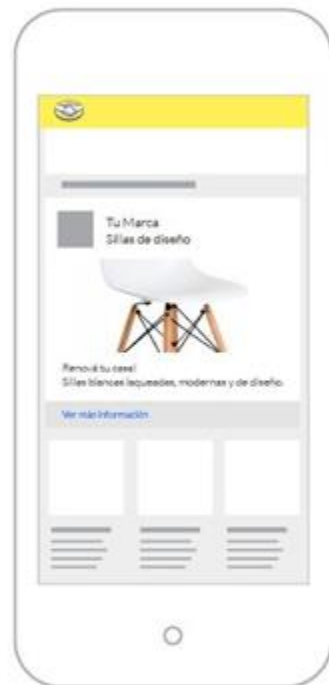 Tu Marca
Sillas de diseño
Renová tu casa!
Sillas blancas laqueadas, modernas y de diseño.
Ver más información